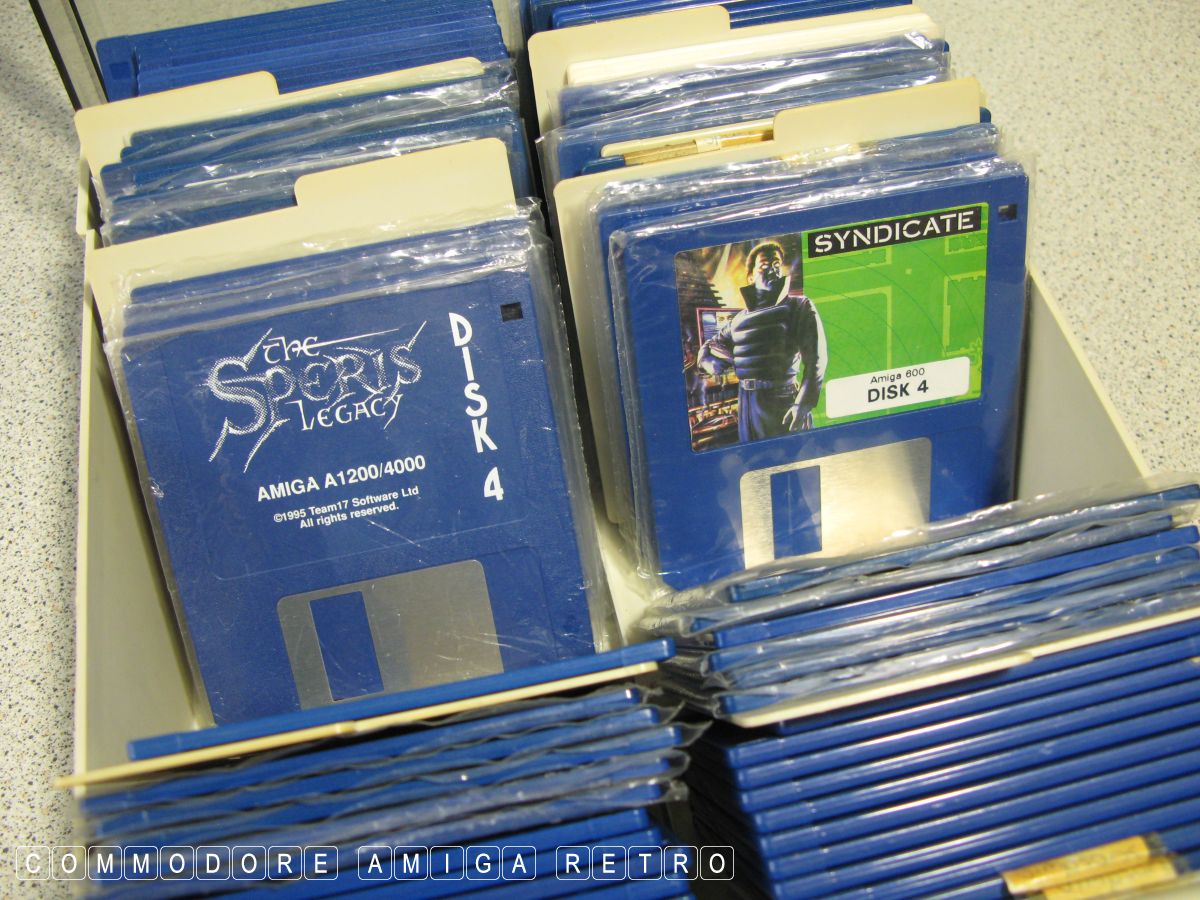 the
Speris
Legacy
DISK 4
AMIGA A1200/4000
©1995 Team17 Software Ltd
All rights reserved.
SYNDICATE
Amiga 600
DISK 4
COMMODORE AMIGA RETRO